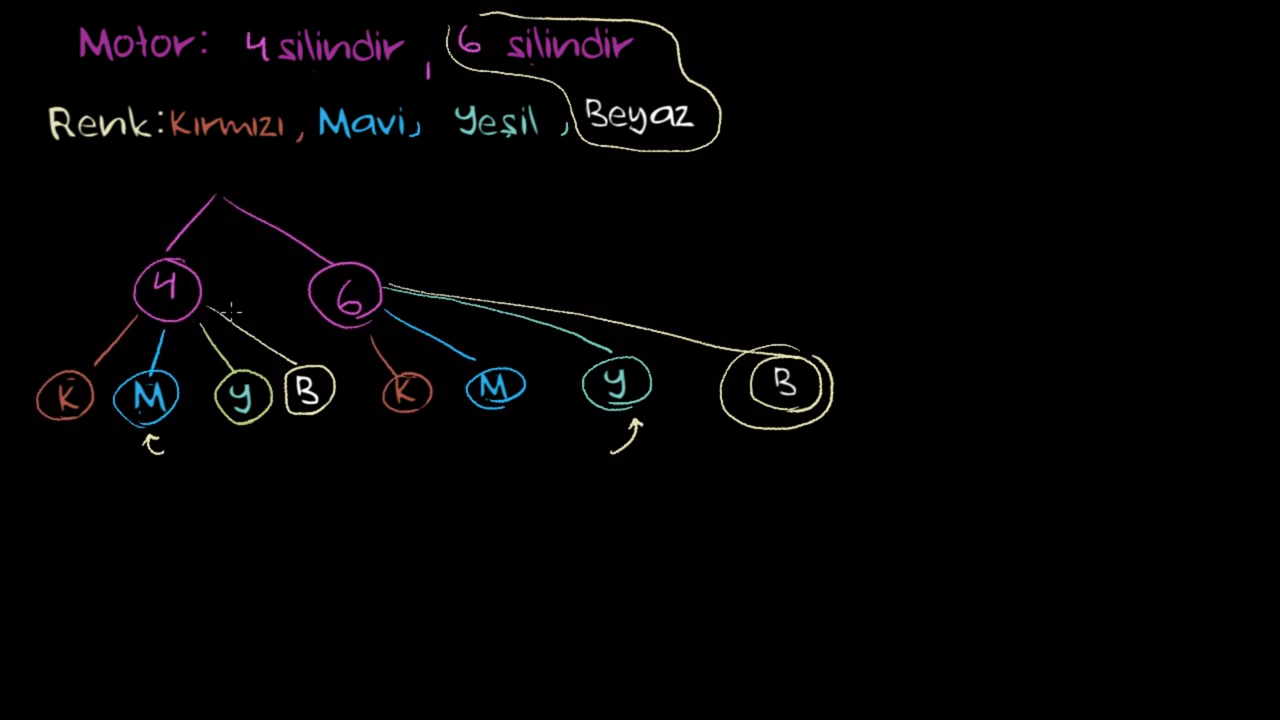 Motor: 4 silindir, 6 silindir
Renk: Kırmızı, Mavi, Yeşil, Beyaz
4 6
K M Y B K M Y B